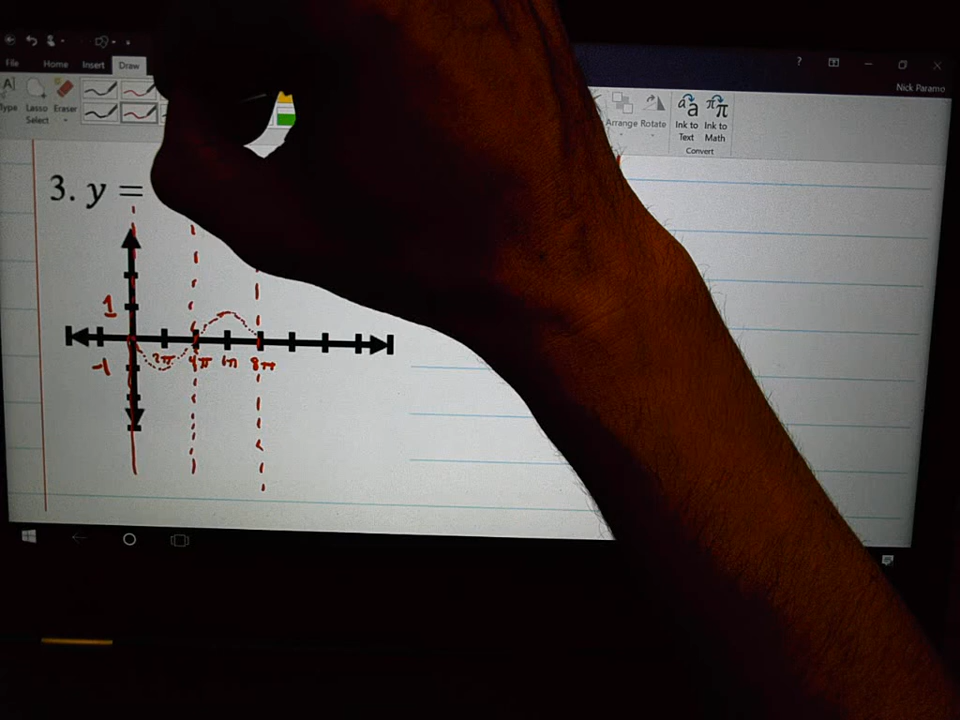 File Home Insert Draw
?
Nick Paramo
Type Lasso Select Eraser Arrange Rotate Ink to Text Ink to Math
Convert
3. y =
1
-1 2π 4π 6π 8π